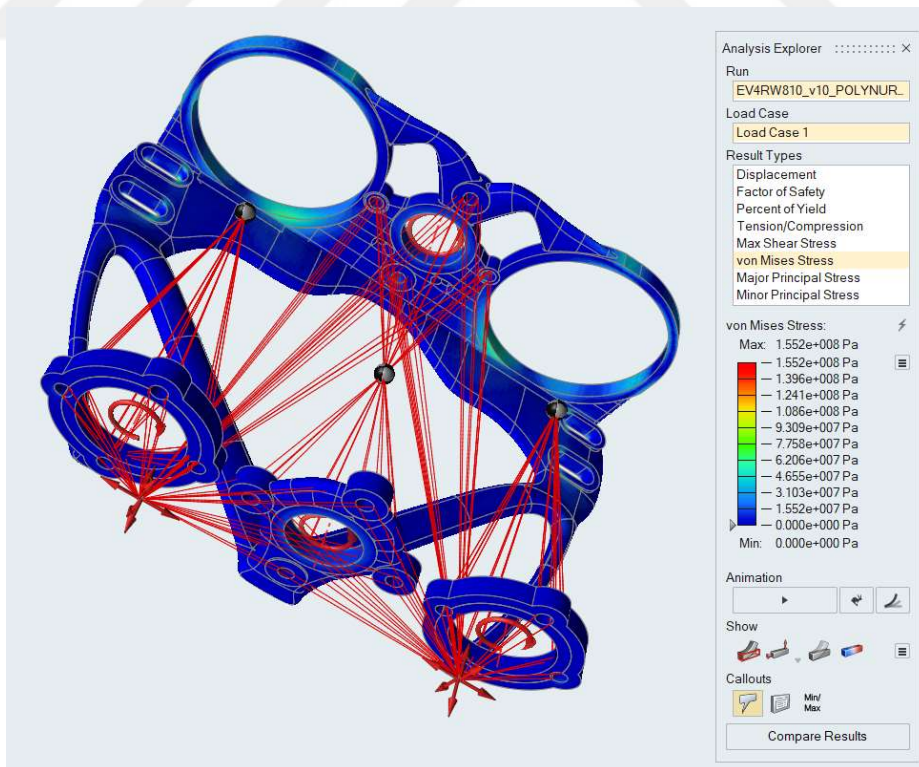 Analysis Explorer
Run
EV4RW810_v10_POLYNUR...
Load Case
Load Case 1
Result Types
Displacement
Factor of Safety
Percent of Yield
Tension/Compression
Max Shear Stress
von Mises Stress
Major Principal Stress
Minor Principal Stress
von Mises Stress:
Max: 1.552e+008 Pa
1.552e+008 Pa
1.396e+008 Pa
1.241e+008 Pa
1.086e+008 Pa
9.309e+007 Pa
7.758e+007 Pa
6.206e+007 Pa
4.655e+007 Pa
3.103e+007 Pa
1.552e+007 Pa
0.000e+000 Pa
Min: 0.000e+000 Pa
Animation
Show
Callouts
Min/
Max
Compare Results